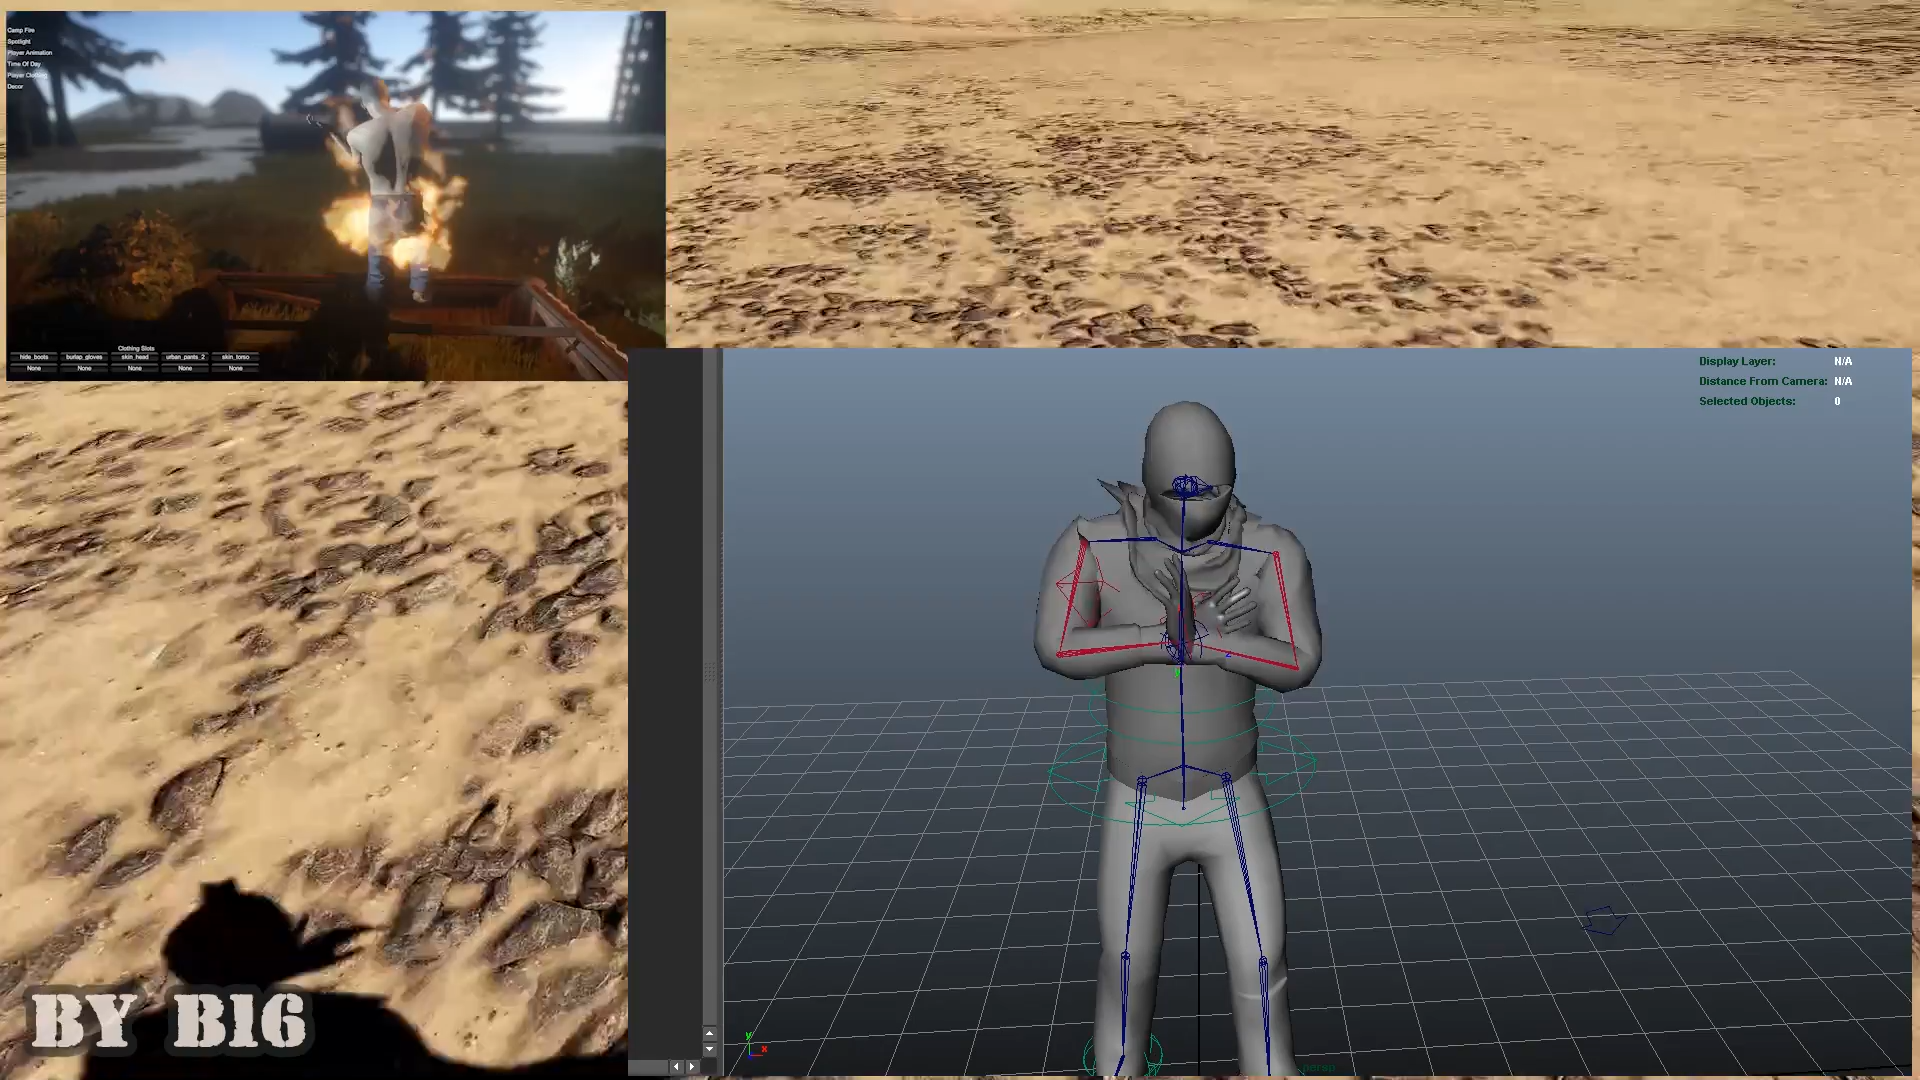 Camp Fire
Spotlight
Player Animation
Time Of Day
Player Clothing
Decor
Clothing Slots
hide_boots burlap_gloves skin_head urban_pants_2 skin_torso
None None None None None
Display Layer: N/A
Distance From Camera: N/A
Selected Objects: 0
y
z
y
x
persp
BY B16